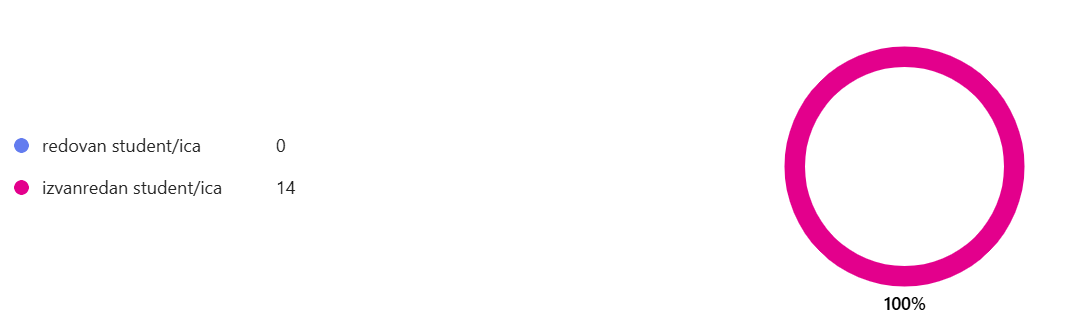 redovan student/ica 0
izvanredan student/ica 14
100%